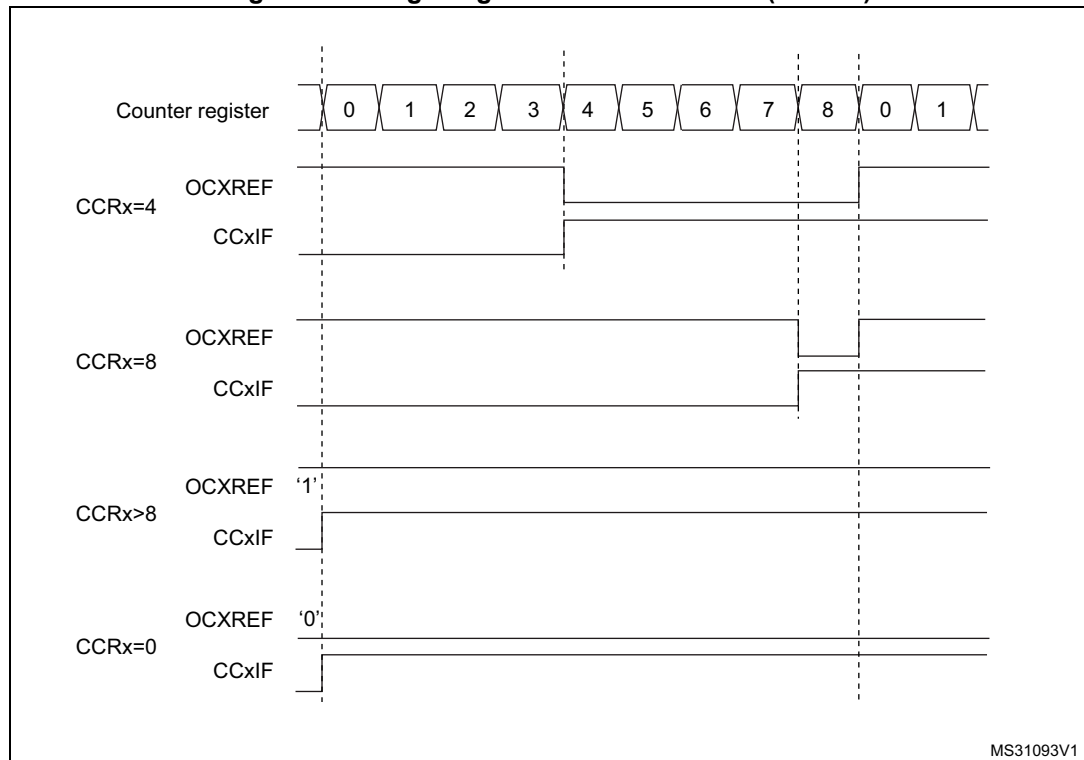 Counter register 0 1 2 3 4 5 6 7 8 0 1
OCXREF
CCRx=4
CCxIF
OCXREF
CCRx=8
CCxIF
OCXREF '1'
CCRx>8
CCxIF
OCXREF ‘0’
CCRx=0
CCxIF
MS31093V1